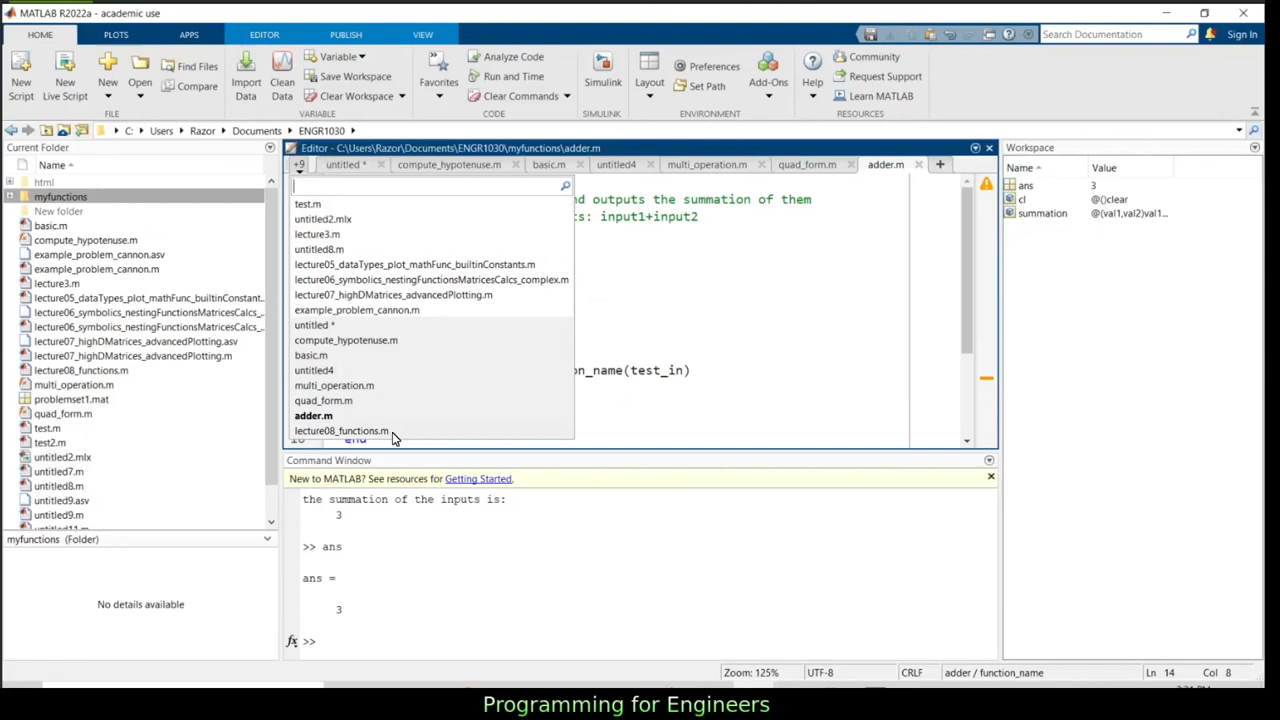 MATLAB R2022a - academic use
HOME PLOTS APPS EDITOR PUBLISH VIEW Search Documentation Sign In
New Script New Live Script New Open Find Files Compare Import Data Clean Data Variable Save Workspace Clear Workspace Favorites Analyze Code Run and Time Clear Commands Simulink Layout Preferences Set Path Add-Ons Help Community Request Support Learn MATLAB
FILE VARIABLE CODE SIMULINK ENVIRONMENT RESOURCES
C: Users Razor Documents ENGR1030
Current Folder
Name
html
myfunctions
New folder
basic.m
compute_hypotenuse.m
example_problem_cannon.asv
example_problem_cannon.m
lecture3.m
lecture05_dataTypes_plot_mathFunc_builtinConstant...
lecture06_symbolics_nestingFunctionsMatricesCalcs_...
lecture06_symbolics_nestingFunctionsMatricesCalcs_...
lecture07_highDMatrices_advancedPlotting.asv
lecture07_highDMatrices_advancedPlotting.m
lecture08_functions.m
multi_operation.m
problemset1.mat
quad_form.m
test.m
test2.m
untitled2.mlx
untitled7.m
untitled8.m
untitled9.asv
untitled9.m
untitled11.m
myfunctions (Folder)
No details available
Editor - C:\Users\Razor\Documents\ENGR1030\myfunctions\adder.m
+9 untitled * compute_hypotenuse.m basic.m untitled4 multi_operation.m quad_form.m adder.m
test.m
untitled2.mlx
lecture3.m
untitled8.m
lecture05_dataTypes_plot_mathFunc_builtinConstants.m
lecture06_symbolics_nestingFunctionsMatricesCalcs_complex.m
lecture07_highDMatrices_advancedPlotting.m
example_problem_cannon.m
untitled *
compute_hypotenuse.m
basic.m
untitled4
multi_operation.m
quad_form.m
adder.m
lecture08_functions.m
nd outputs the summation of them
ts: input1+input2
on_name(test_in)
end
Command Window
New to MATLAB? See resources for Getting Started.
the summation of the inputs is:
3
>> ans
ans =
3
fx >>
Workspace
Name Value
ans 3
cl @()clear
summation @(val1,val2)val1...
Zoom: 125% UTF-8 CRLF adder / function_name Ln 14 Col 8
Programming for Engineers